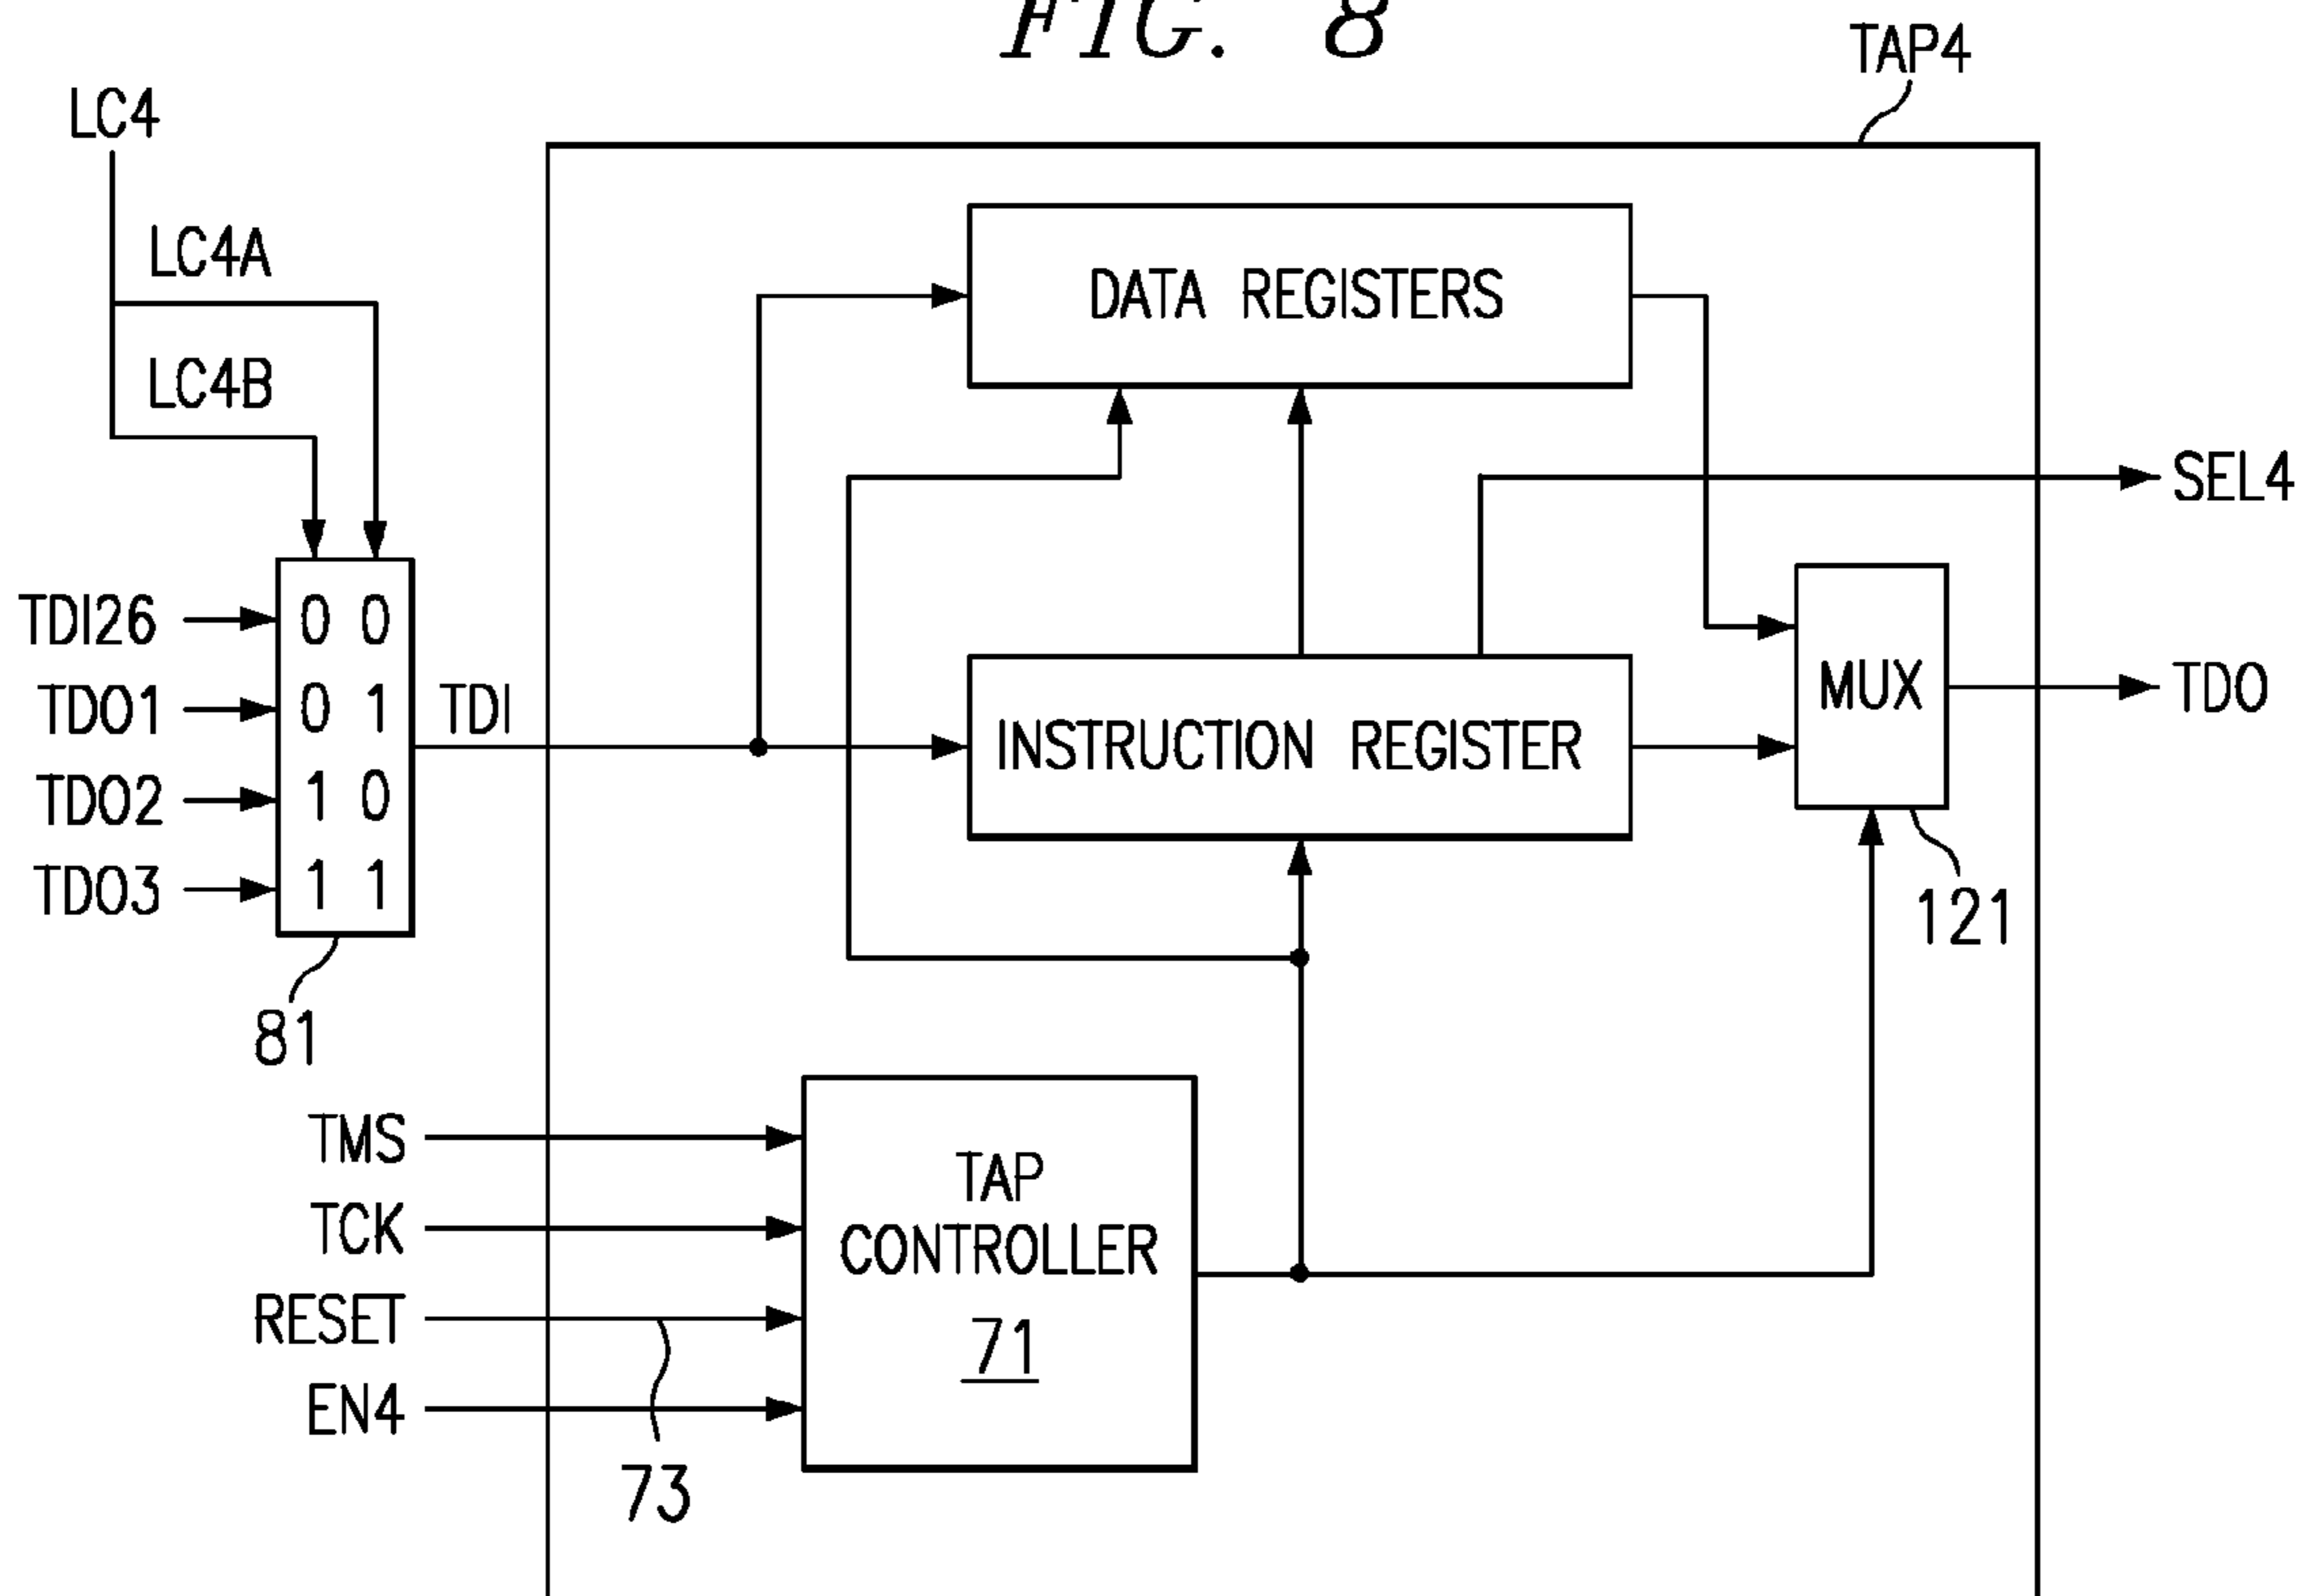 FIG. 8
TAP4
LC4
LC4A
LC4B
DATA REGISTERS
SEL4
TDI26
TDO1
TDO2
TDO3
0 0
0 1
1 0
1 1
TDI
INSTRUCTION REGISTER
MUX
TDO
121
81
TMS
TCK
RESET
EN4
TAP
CONTROLLER
71
73